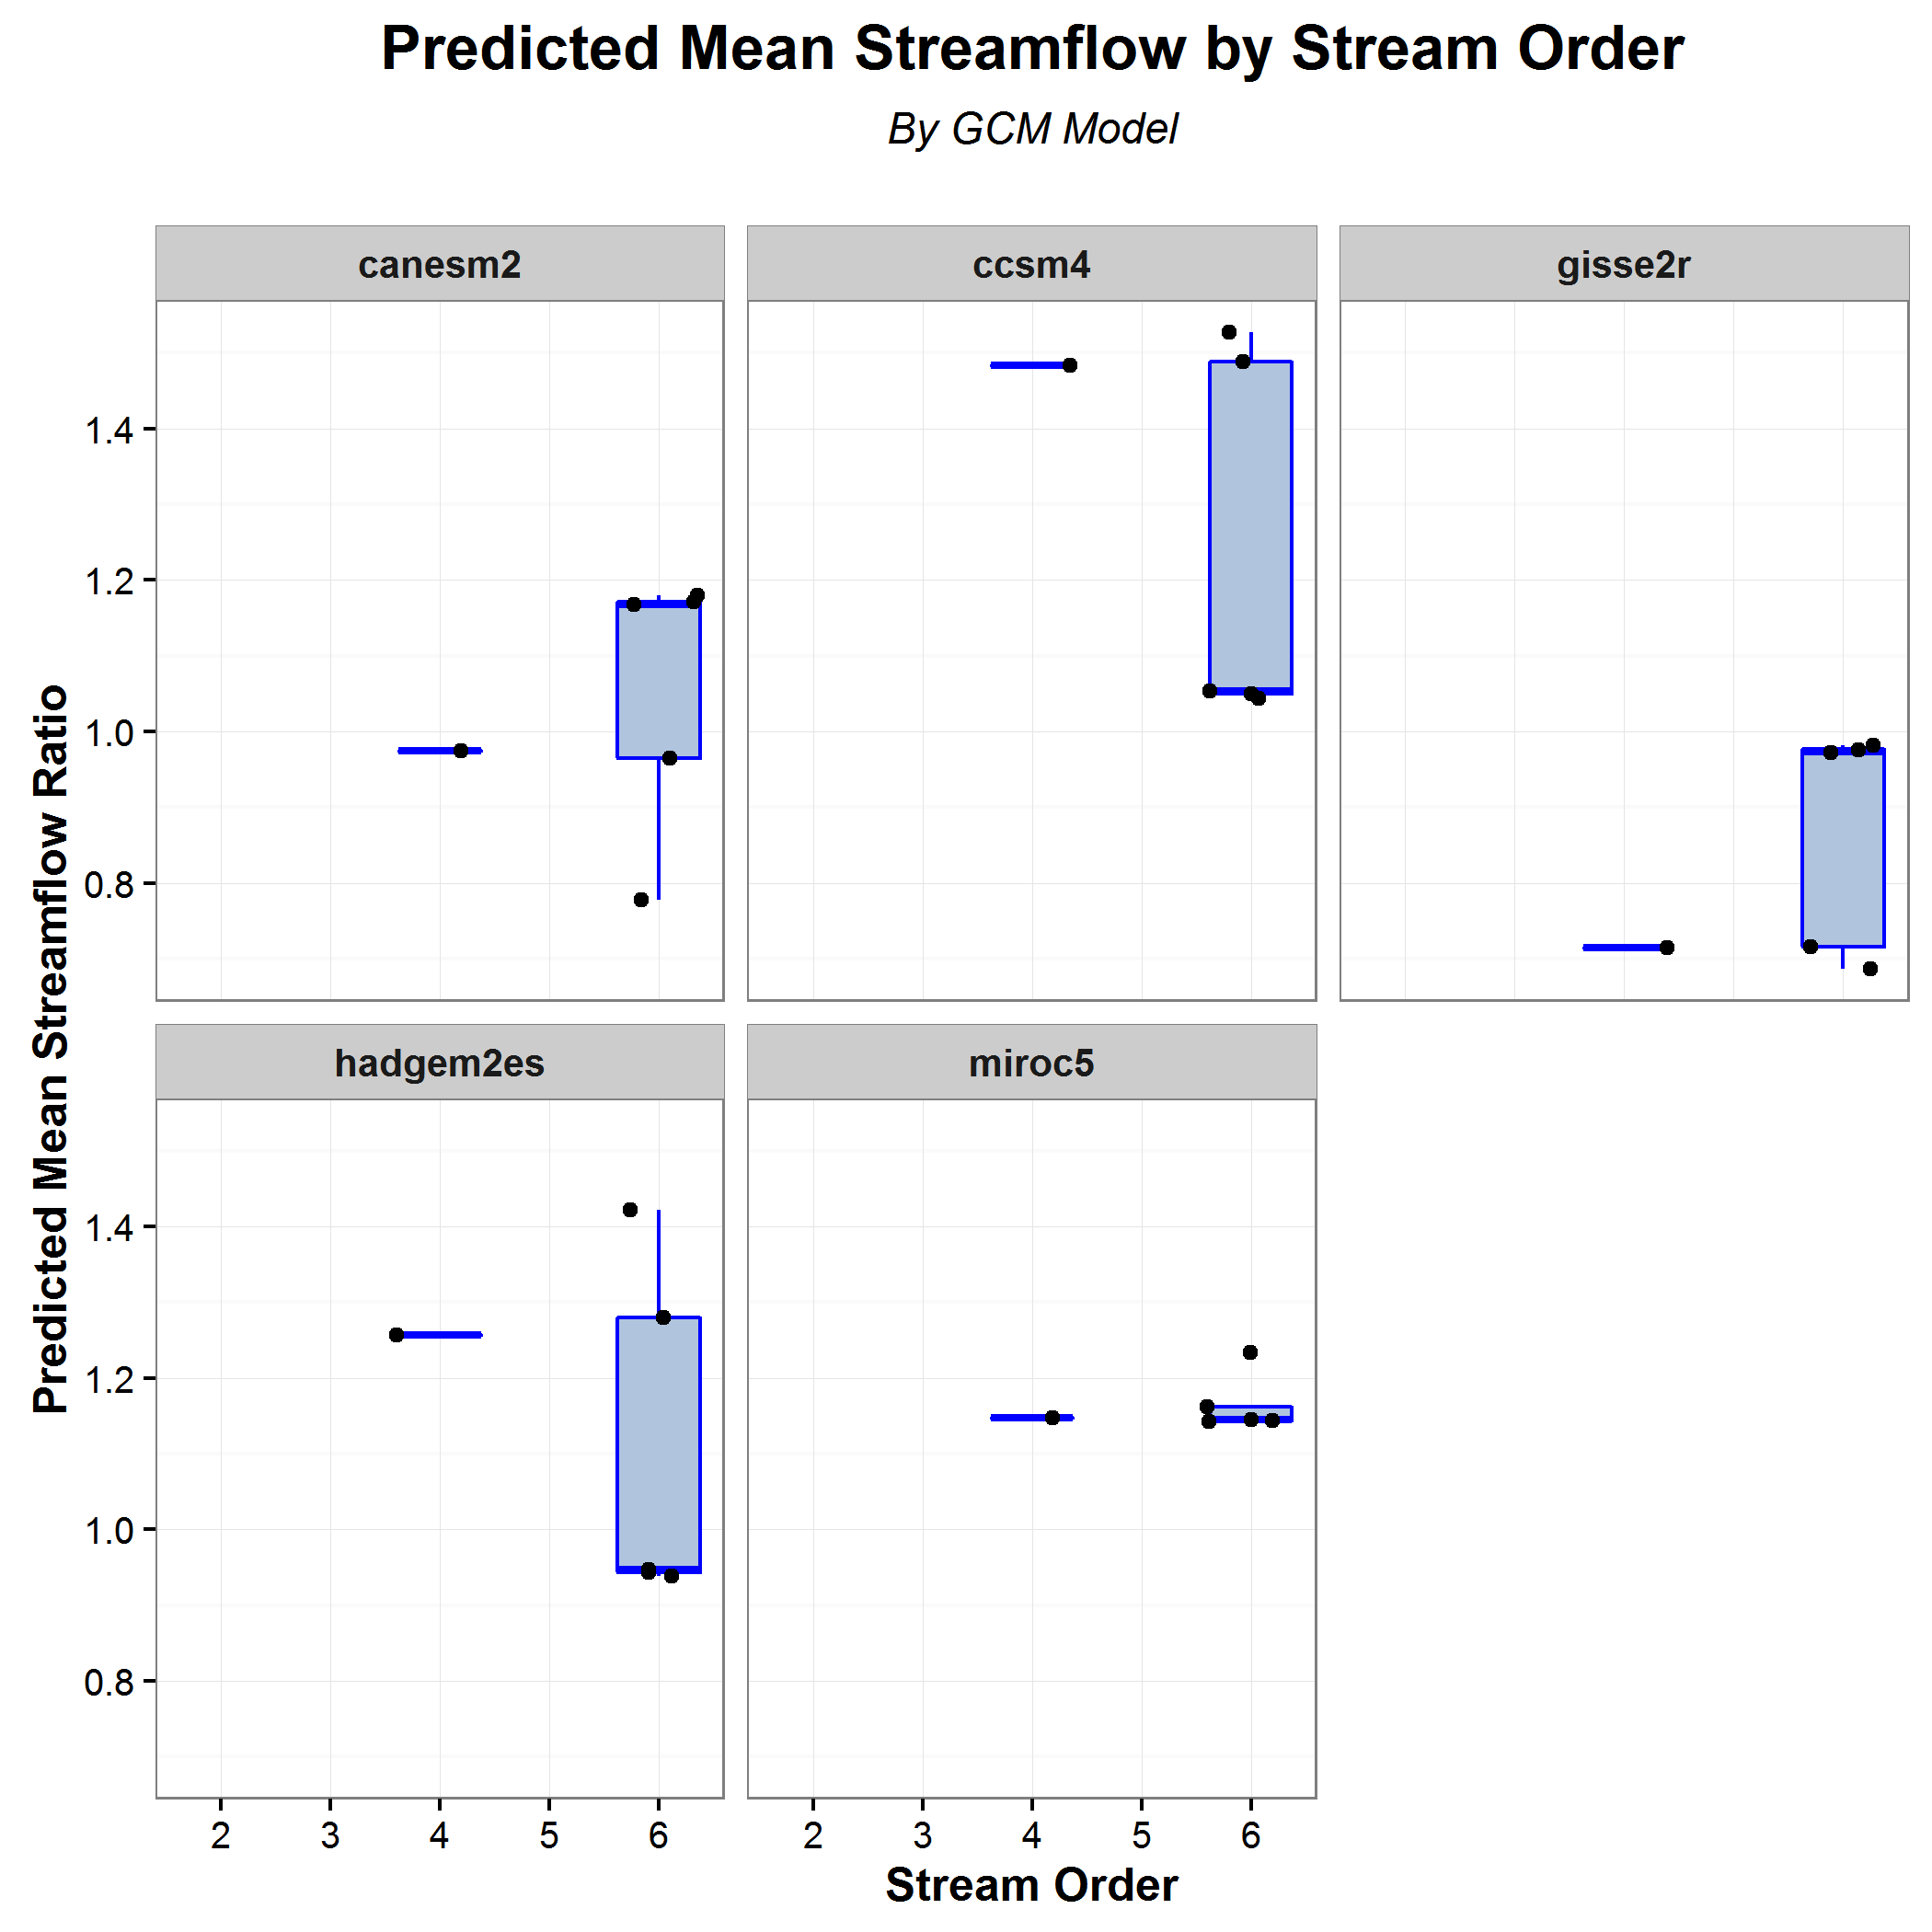 Predicted Mean Streamflow by Stream Order
By GCM Model
canesm2
ccsm4
gisse2r
1.4
1.2
1.0
0.8
Predicted Mean Streamflow Ratio
hadgem2es
miroc5
1.4
1.2
1.0
0.8
2 3 4 5 6
2 3 4 5 6
Stream Order